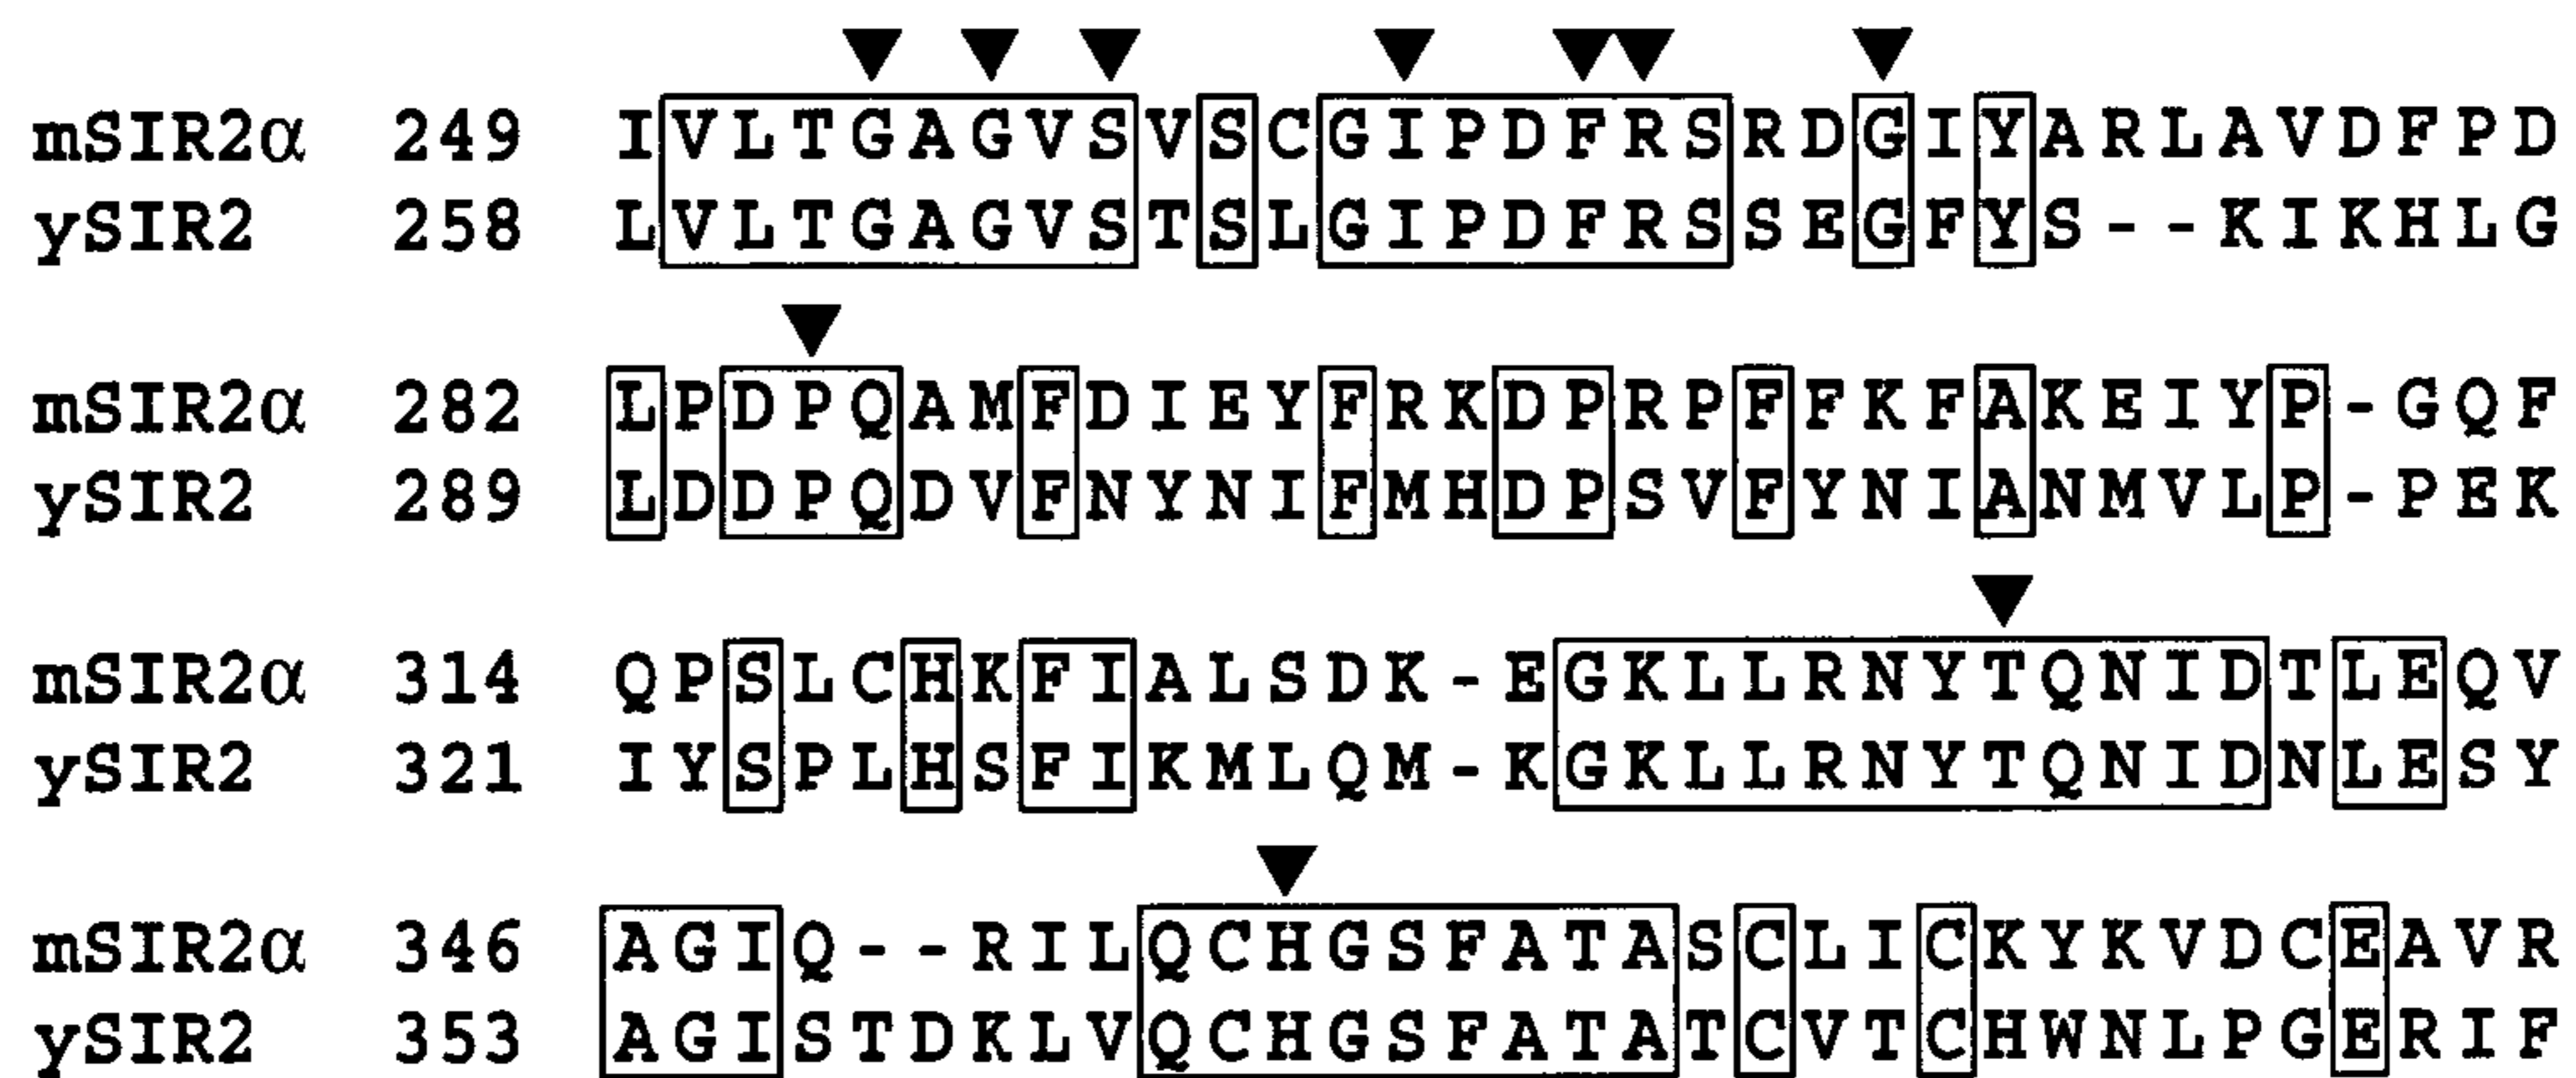 mSIR2α 249 IVLTGAGVSVSCGIPDFRSRDGIYARLAVDFPD
ySIR2 258 LVLTGAGVSTSLGIPDFRSSEGFYS--KIKHLG
mSIR2α 282 LPDPQAMFDIEYFRKDPRPFFKFAKEIYP-GQF
ySIR2 289 LDDPQDVFNYNIFMHDPSVFYNIANMVLP-PEK
mSIR2α 314 QPSLCHKFIALSDK-EGKLLRNYTQNIDTLEQV
ySIR2 321 IYSPLHSFIKMLQM-KGKLLRNYTQNIDNLESY
mSIR2α 346 AGIQ--RILQCHGSFATASCLICKYKVDCEAVR
ySIR2 353 AGISTDKLVQCHGSFATATCVTCHWNLPGERIF